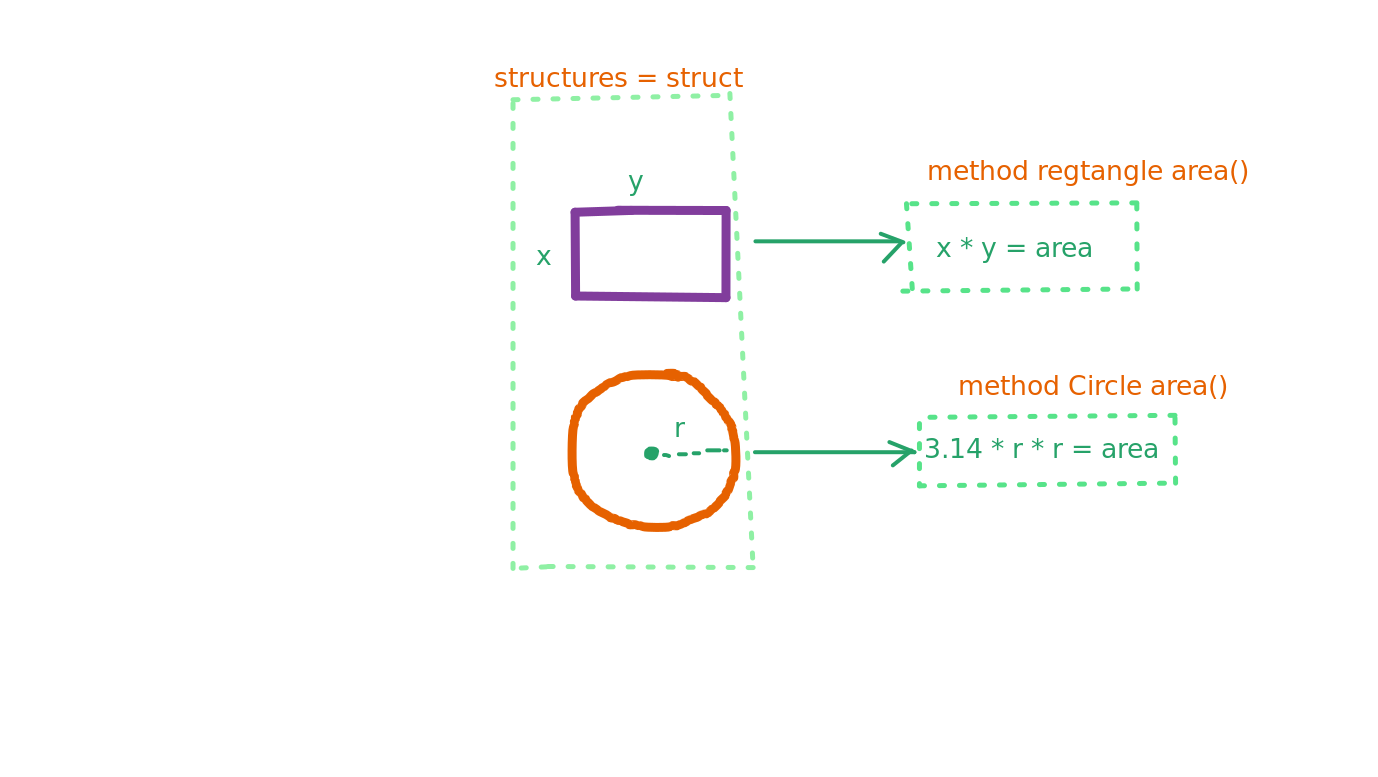 structures = struct
y
x
method regtangle area()
x * y = area
r
method Circle area()
3.14 * r * r = area